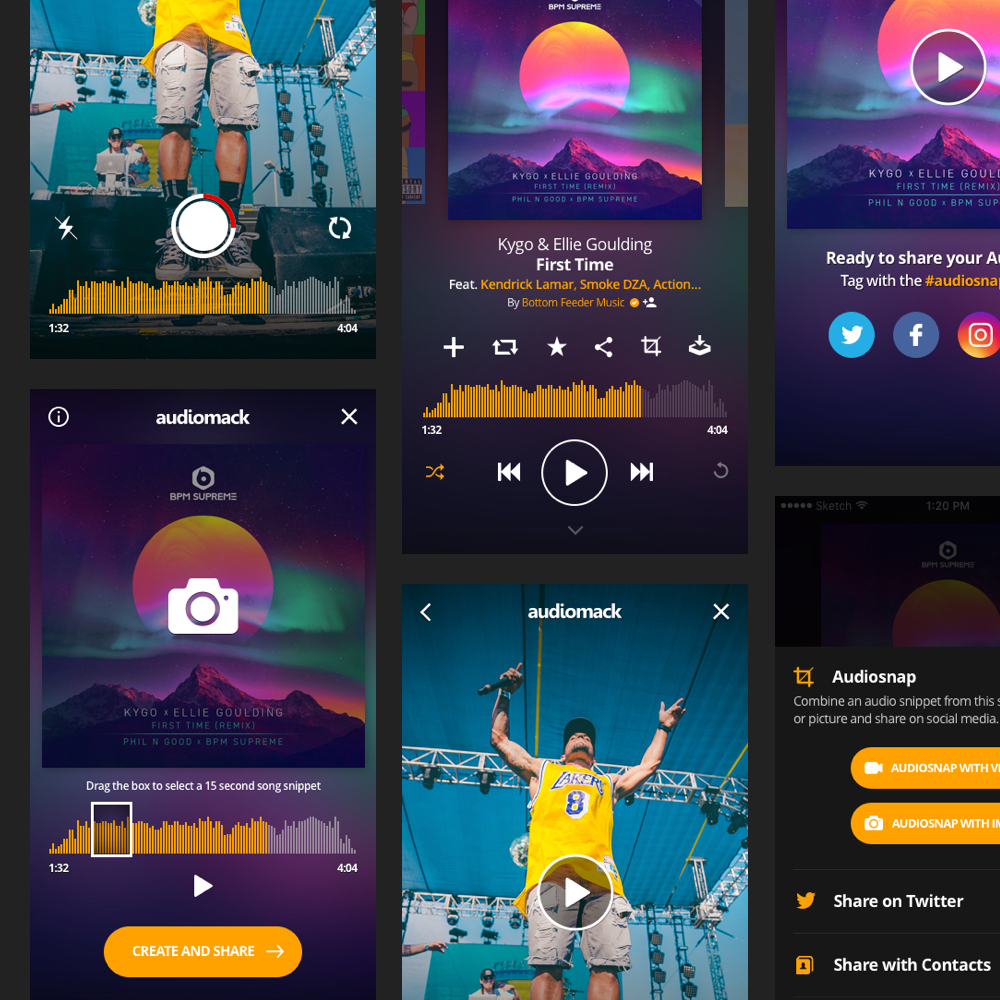 1:32
4:04
audiomack
BPM SUPREME
KYGO x ELLIE GOULDING
FIRST TIME (REMIX)
PHIL N GOOD x BPM SUPREME
Drag the box to select a 15 second song snippet
1:32
4:04
CREATE AND SHARE
BPM SUPREME
KYGO x ELLIE GOULDING
FIRST TIME (REMIX)
PHIL N GOOD x BPM SUPREME
Kygo & Ellie Goulding
First Time
Feat. Kendrick Lamar, Smoke DZA, Action...
By Bottom Feeder Music
1:32
4:04
audiomack
LAKERS
8
KYGO x ELLIE GOULD
FIRST TIME (REMIX)
PHIL N GOOD x BPM SUPREME
Ready to share your Au
Tag with the #audiosnap
Sketch
1:20 PM
BPM SUPREME
Audiosnap
Combine an audio snippet from this s
or picture and share on social media.
AUDIOSNAP WITH VI
AUDIOSNAP WITH IM
Share on Twitter
Share with Contacts